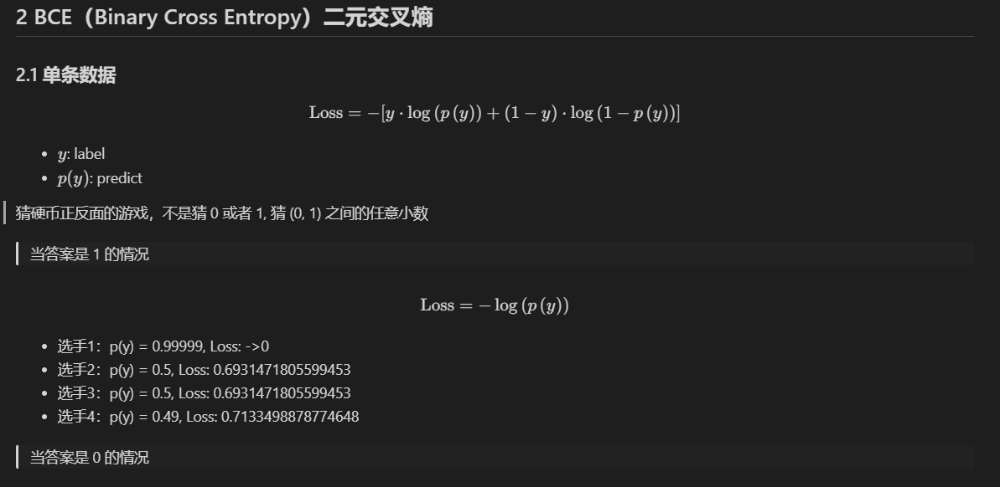 2 BCE（Binary Cross Entropy）二元交叉熵
2.1 单条数据
Loss = −[y · log (p (y)) + (1 − y) · log (1 − p (y))]
• y: label
• p(y): predict
猜硬币正反面的游戏，不是猜 0 或者 1, 猜 (0, 1) 之间的任意小数
当答案是 1 的情况
Loss = − log (p (y))
• 选手1：p(y) = 0.99999, Loss: ->0
• 选手2：p(y) = 0.5, Loss: 0.6931471805599453
• 选手3：p(y) = 0.5, Loss: 0.6931471805599453
• 选手4：p(y) = 0.49, Loss: 0.7133498878774648
当答案是 0 的情况